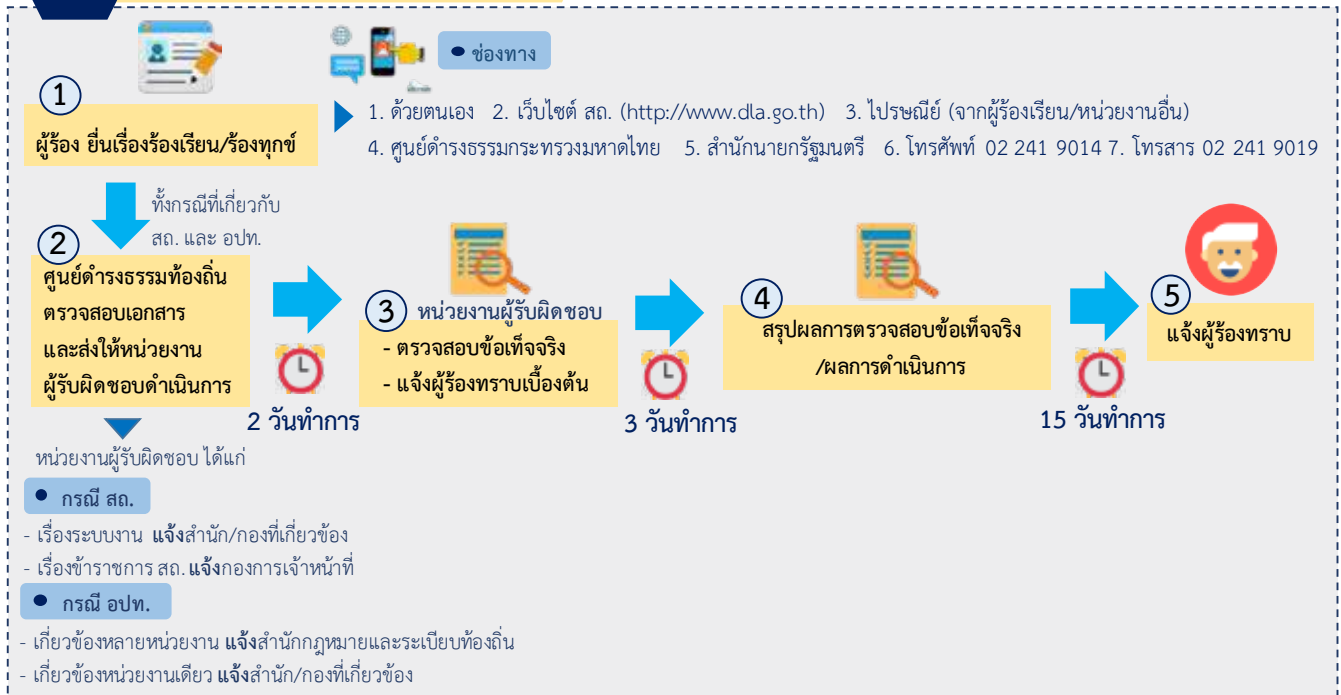 ช่องทาง
1
ผู้ร้อง ยื่นเรื่องร้องเรียน/ร้องทุกข์
1. ด้วยตนเอง 2. เว็บไซต์ สถ. (http://www.dla.go.th) 3. ไปรษณีย์ (จากผู้ร้องเรียน/หน่วยงานอื่น)
4. ศูนย์ดำรงธรรมกระทรวงมหาดไทย 5. สำนักนายกรัฐมนตรี 6. โทรศัพท์ 02 241 9014 7. โทรสาร 02 241 9019
ทั้งกรณีที่เกี่ยวกับ
สถ. และ อปท.
2
ศูนย์ดำรงธรรมท้องถิ่น
ตรวจสอบเอกสาร
และส่งให้หน่วยงาน
ผู้รับผิดชอบดำเนินการ
2 วันทำการ
3 หน่วยงานผู้รับผิดชอบ
- ตรวจสอบข้อเท็จจริง
- แจ้งผู้ร้องทราบเบื้องต้น
3 วันทำการ
4
สรุปผลการตรวจสอบข้อเท็จจริง
/ผลการดำเนินการ
15 วันทำการ
5
แจ้งผู้ร้องทราบ
หน่วยงานผู้รับผิดชอบ ได้แก่
กรณี สถ.
- เรื่องระบบงาน แจ้งสำนัก/กองที่เกี่ยวข้อง
- เรื่องข้าราชการ สถ. แจ้งกองการเจ้าหน้าที่
กรณี อปท.
- เกี่ยวข้องหลายหน่วยงาน แจ้งสำนักกฎหมายและระเบียบท้องถิ่น
- เกี่ยวข้องหน่วยงานเดียว แจ้งสำนัก/กองที่เกี่ยวข้อง